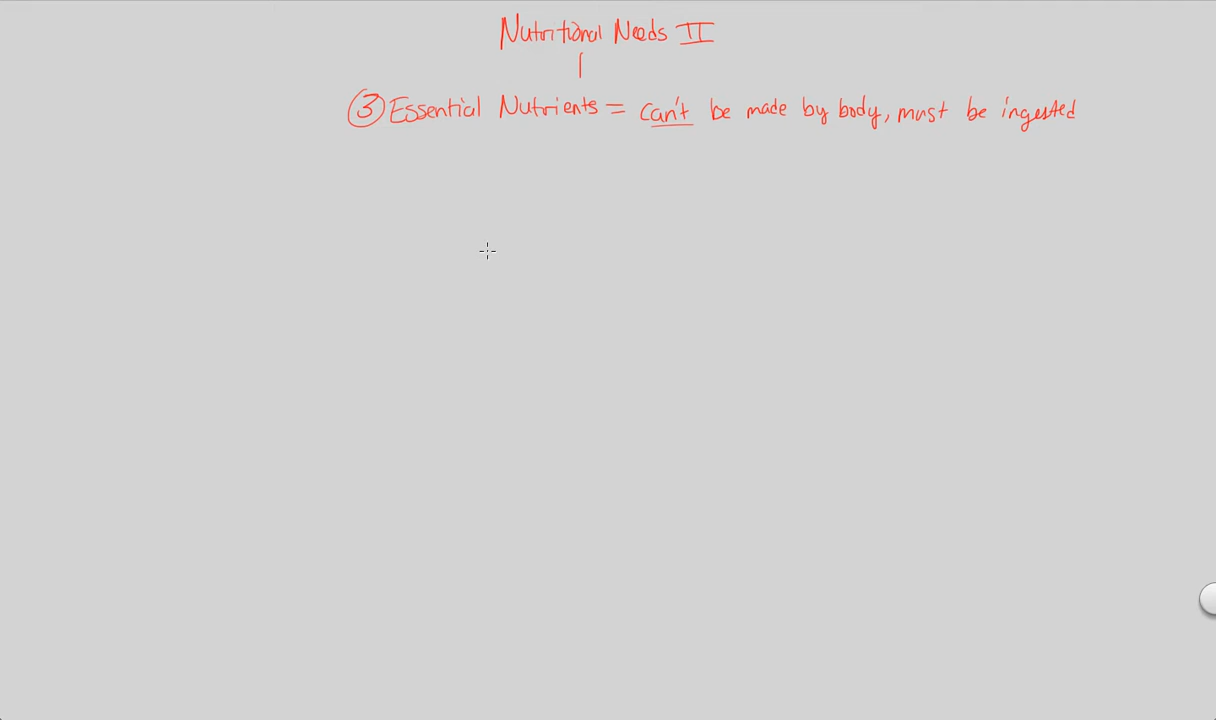 Nutritional Needs II
③ Essential Nutrients = can't be made by body, must be ingested